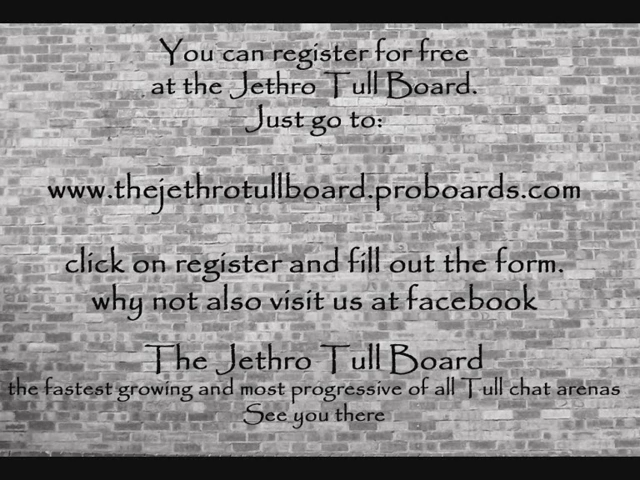 You can register for free
at the Jethro Tull Board.
Just go to:
www.thejethrotullboard.proboards.com
click on register and fill out the form.
why not also visit us at facebook
The Jethro Tull Board
the fastest growing and most progressive of all Tull chat arenas
See you there